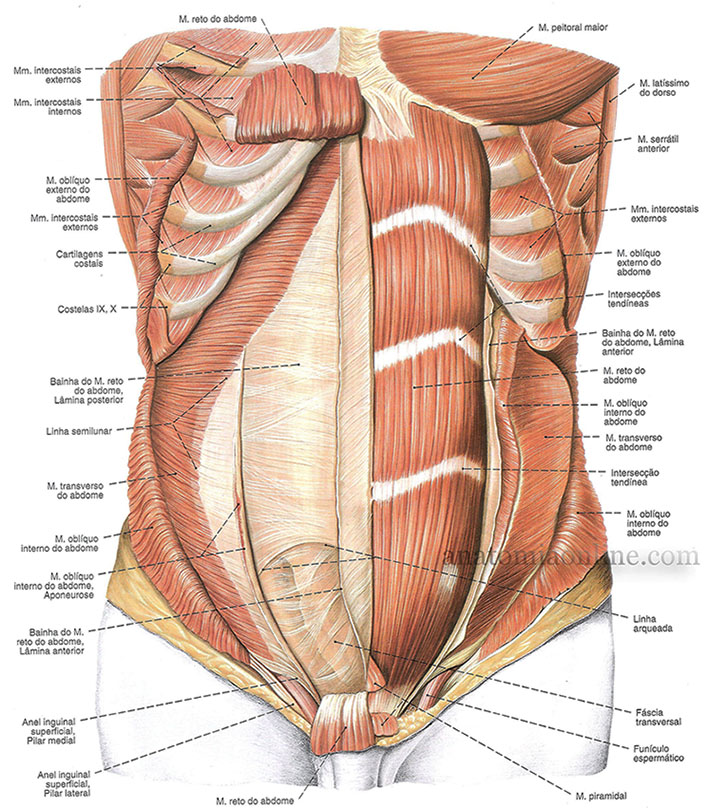 M. reto do abdome
Mm. intercostais
externos
Mm. intercostais
internos
M. oblíquo
externo do
abdome
Mm. intercostais
externos
Cartilagens
costais
Costelas IX, X
Bainha do M. reto
do abdome,
Lâmina posterior
Linha semilunar
M. transverso
do abdome
M. oblíquo
interno do abdome
M. oblíquo
interno do abdome,
Aponeurose
Bainha do M.
reto do abdome,
Lâmina anterior
Anel inguinal
superficial,
Pilar medial
Anel inguinal
superficial,
Pilar lateral
M. reto do abdome
M. peitoral maior
M. latíssimo
do dorso
M. serrátil
anterior
Mm. intercostais
externos
M. oblíquo
externo do
abdome
Intersecções
tendíneas
Bainha do M. reto
do abdome, Lâmina
anterior
M. reto do
abdome
M. oblíquo
interno do
abdome
M. transverso
do abdome
Intersecção
tendínea
M. oblíquo
interno do
abdome
anatomiaonline.com
Linha
arqueada
Fáscia
transversal
Funículo
espermático
M. piramidal